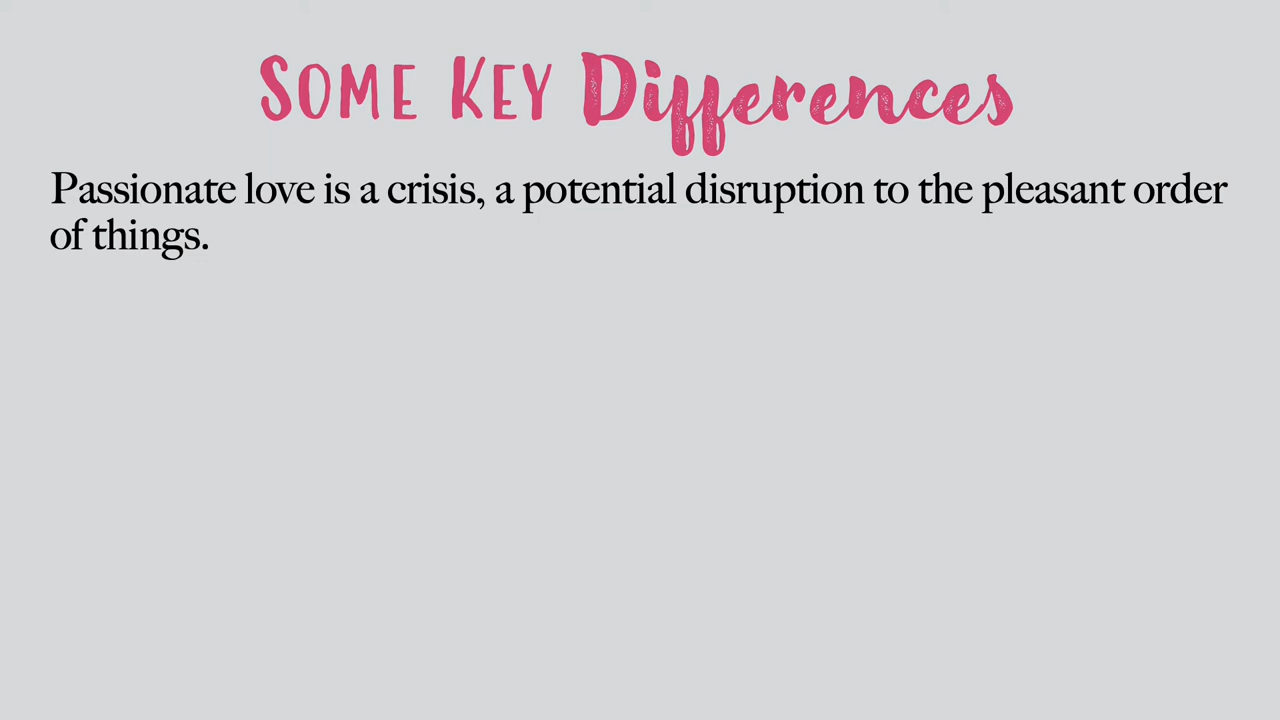 SOME KEY Differences
Passionate love is a crisis, a potential disruption to the pleasant order
of things.